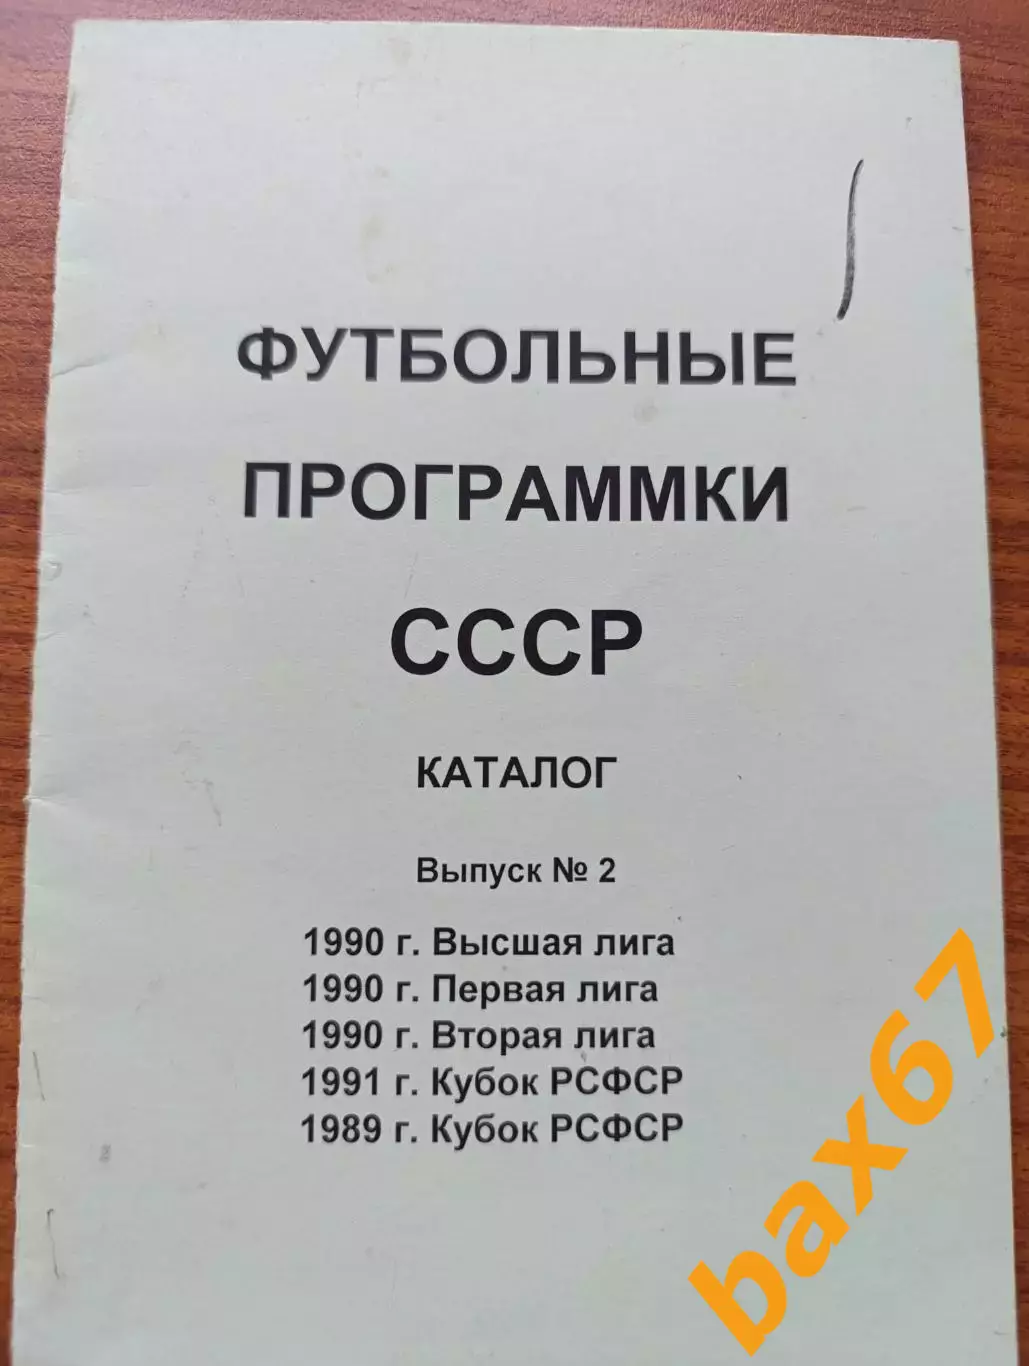 ФУТБОЛЬНЫЕ
ПРОГРАММКИ
СССР
КАТАЛОГ
Выпуск № 2
1990 г. Высшая лига
1990 г. Первая лига
1990 г. Вторая лига
1991 г. Кубок РСФСР
1989 г. Кубок РСФСР
bax67